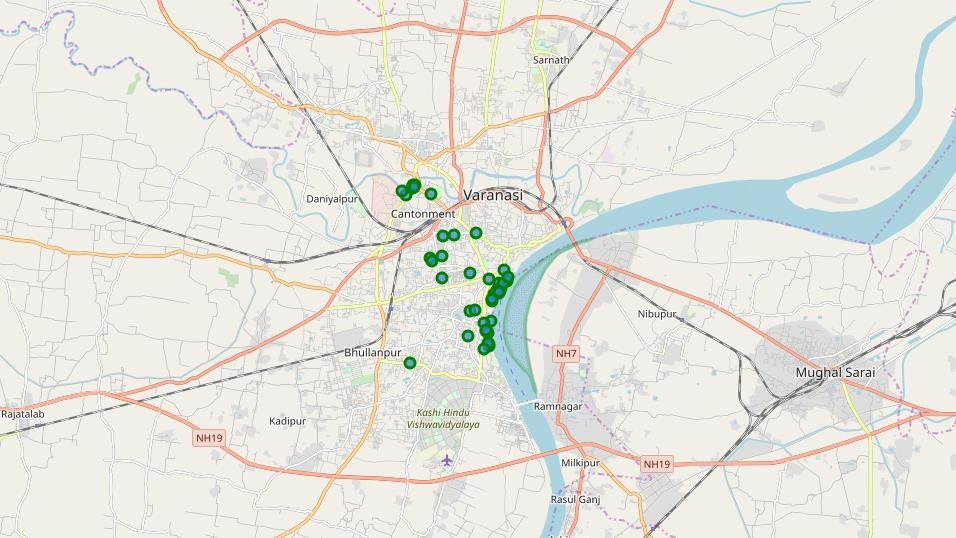 Sarnath
Varanasi
Daniyalpur
Cantonment
Nibupur
Bhullanpur
NH7
Mughal Sarai
Rajatalab
Kadipur
Kashi Hindu
Vishwavidyalaya
Ramnagar
NH19
Milkipur
NH19
Rasul Ganj